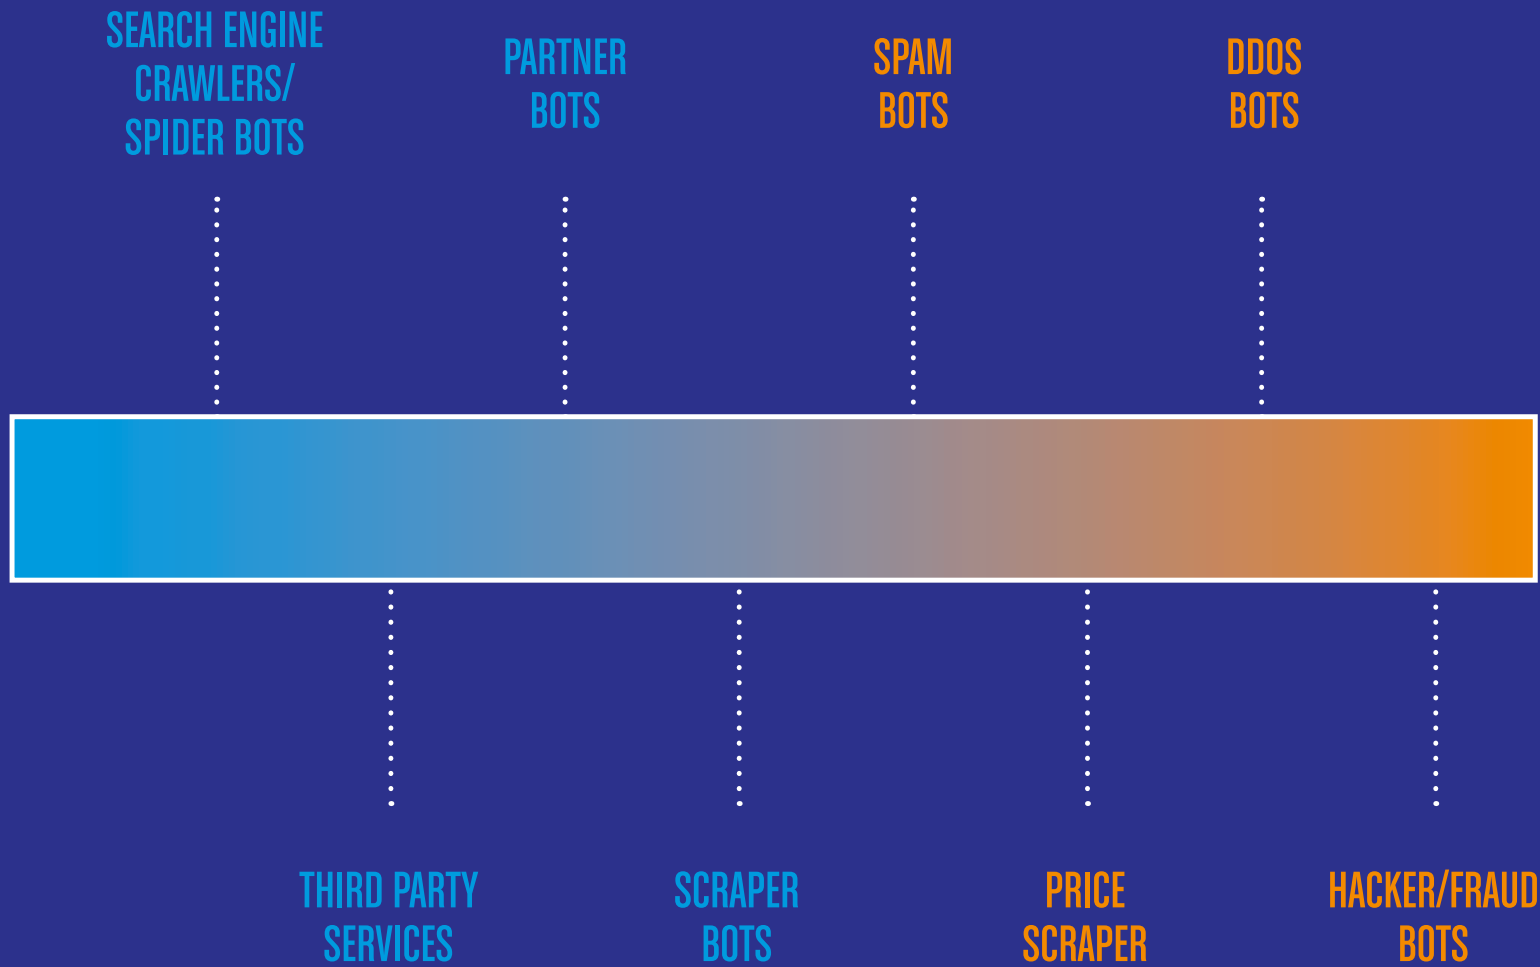 SEARCH ENGINE
CRAWLERS/
SPIDER BOTS
PARTNER
BOTS
SPAM
BOTS
DDOS
BOTS
THIRD PARTY
SERVICES
SCRAPER
BOTS
PRICE
SCRAPER
HACKER/FRAUD
BOTS